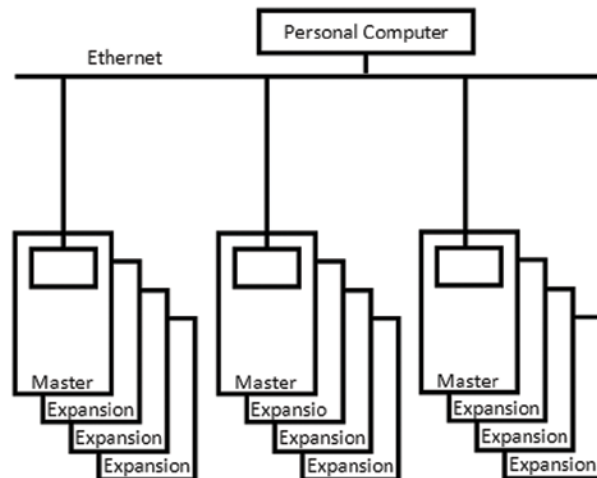 Personal Computer
Ethernet
Master
Expansion
Expansion
Expansion
Master
Expansio
Expansion
Expansion
Master
Expansion
Expansion
Expansion